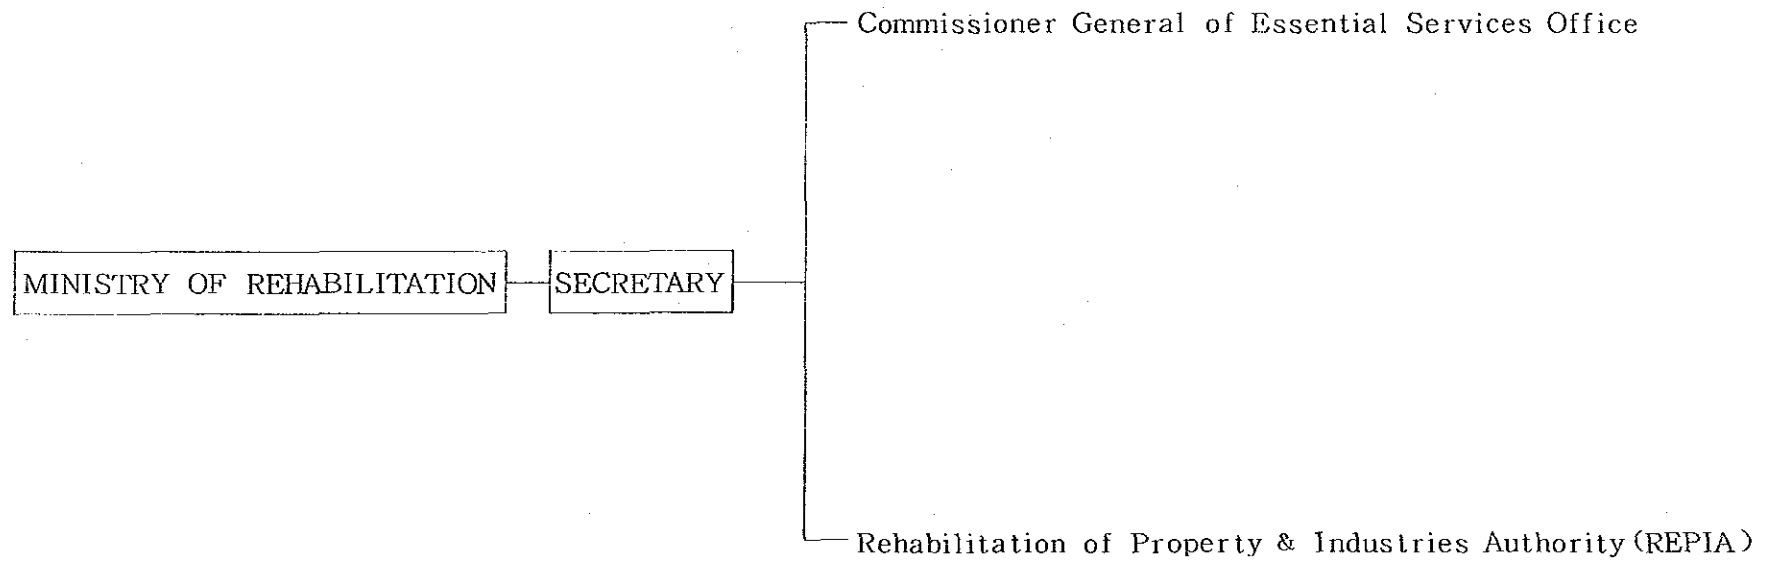 Commissioner General of Essential Services Office
MINISTRY OF REHABILITATION
SECRETARY
Rehabilitation of Property & Industries Authority (REPIA)